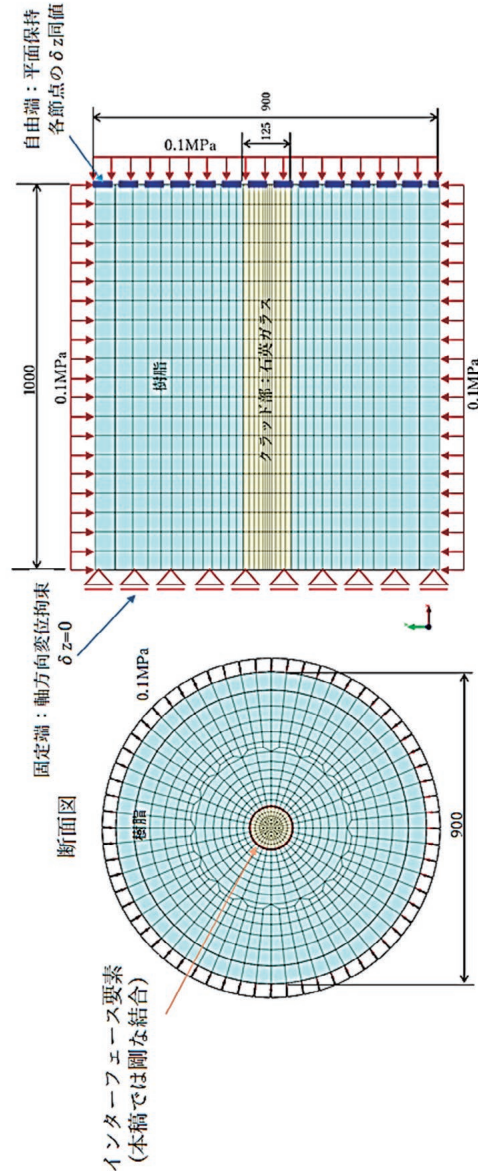 断面図
インターフェース要素
(本稿では剛な結合)
樹脂
0.1MPa
900
固定端：軸方向変位拘束
δz=0
1000
0.1MPa
樹脂
クラッド部：石英ガラス
0.1MPa
自由端：平面保持
各節点のδz同値
0.1MPa
125
900